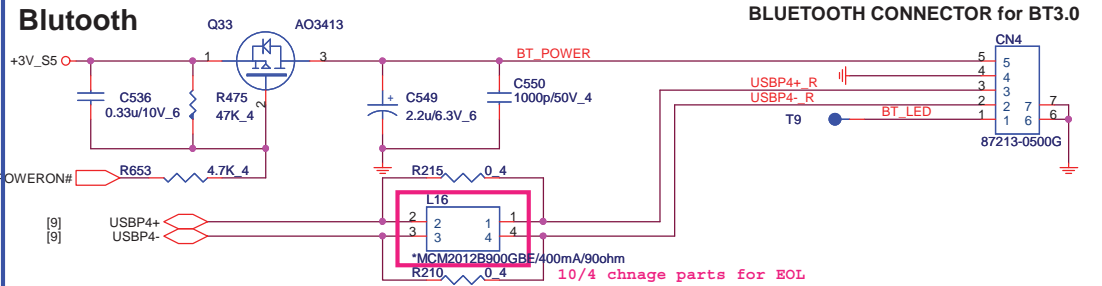 Blutooth
BLUETOOTH CONNECTOR for BT3.0
Q33
AO3413
CN4
+3V_S5
1
3
2
BT_POWER
5
5
4
4
USBP4+_R
3
3
USBP4-_R
2
2
7
7
T9
BT_LED
1
1
6
6
87213-0500G
C536
0.33u/10V_6
R475
47K_4
C549
2.2u/6.3V_6
+
C550
1000p/50V_4
OWERON#
R653
4.7K_4
R215
0_4
L16
[9]
USBP4+
2
2
1
1
[9]
USBP4-
3
3
4
4
*MCM2012B900GBE/400mA/90ohm
R210
0_4
10/4 chnage parts for EOL